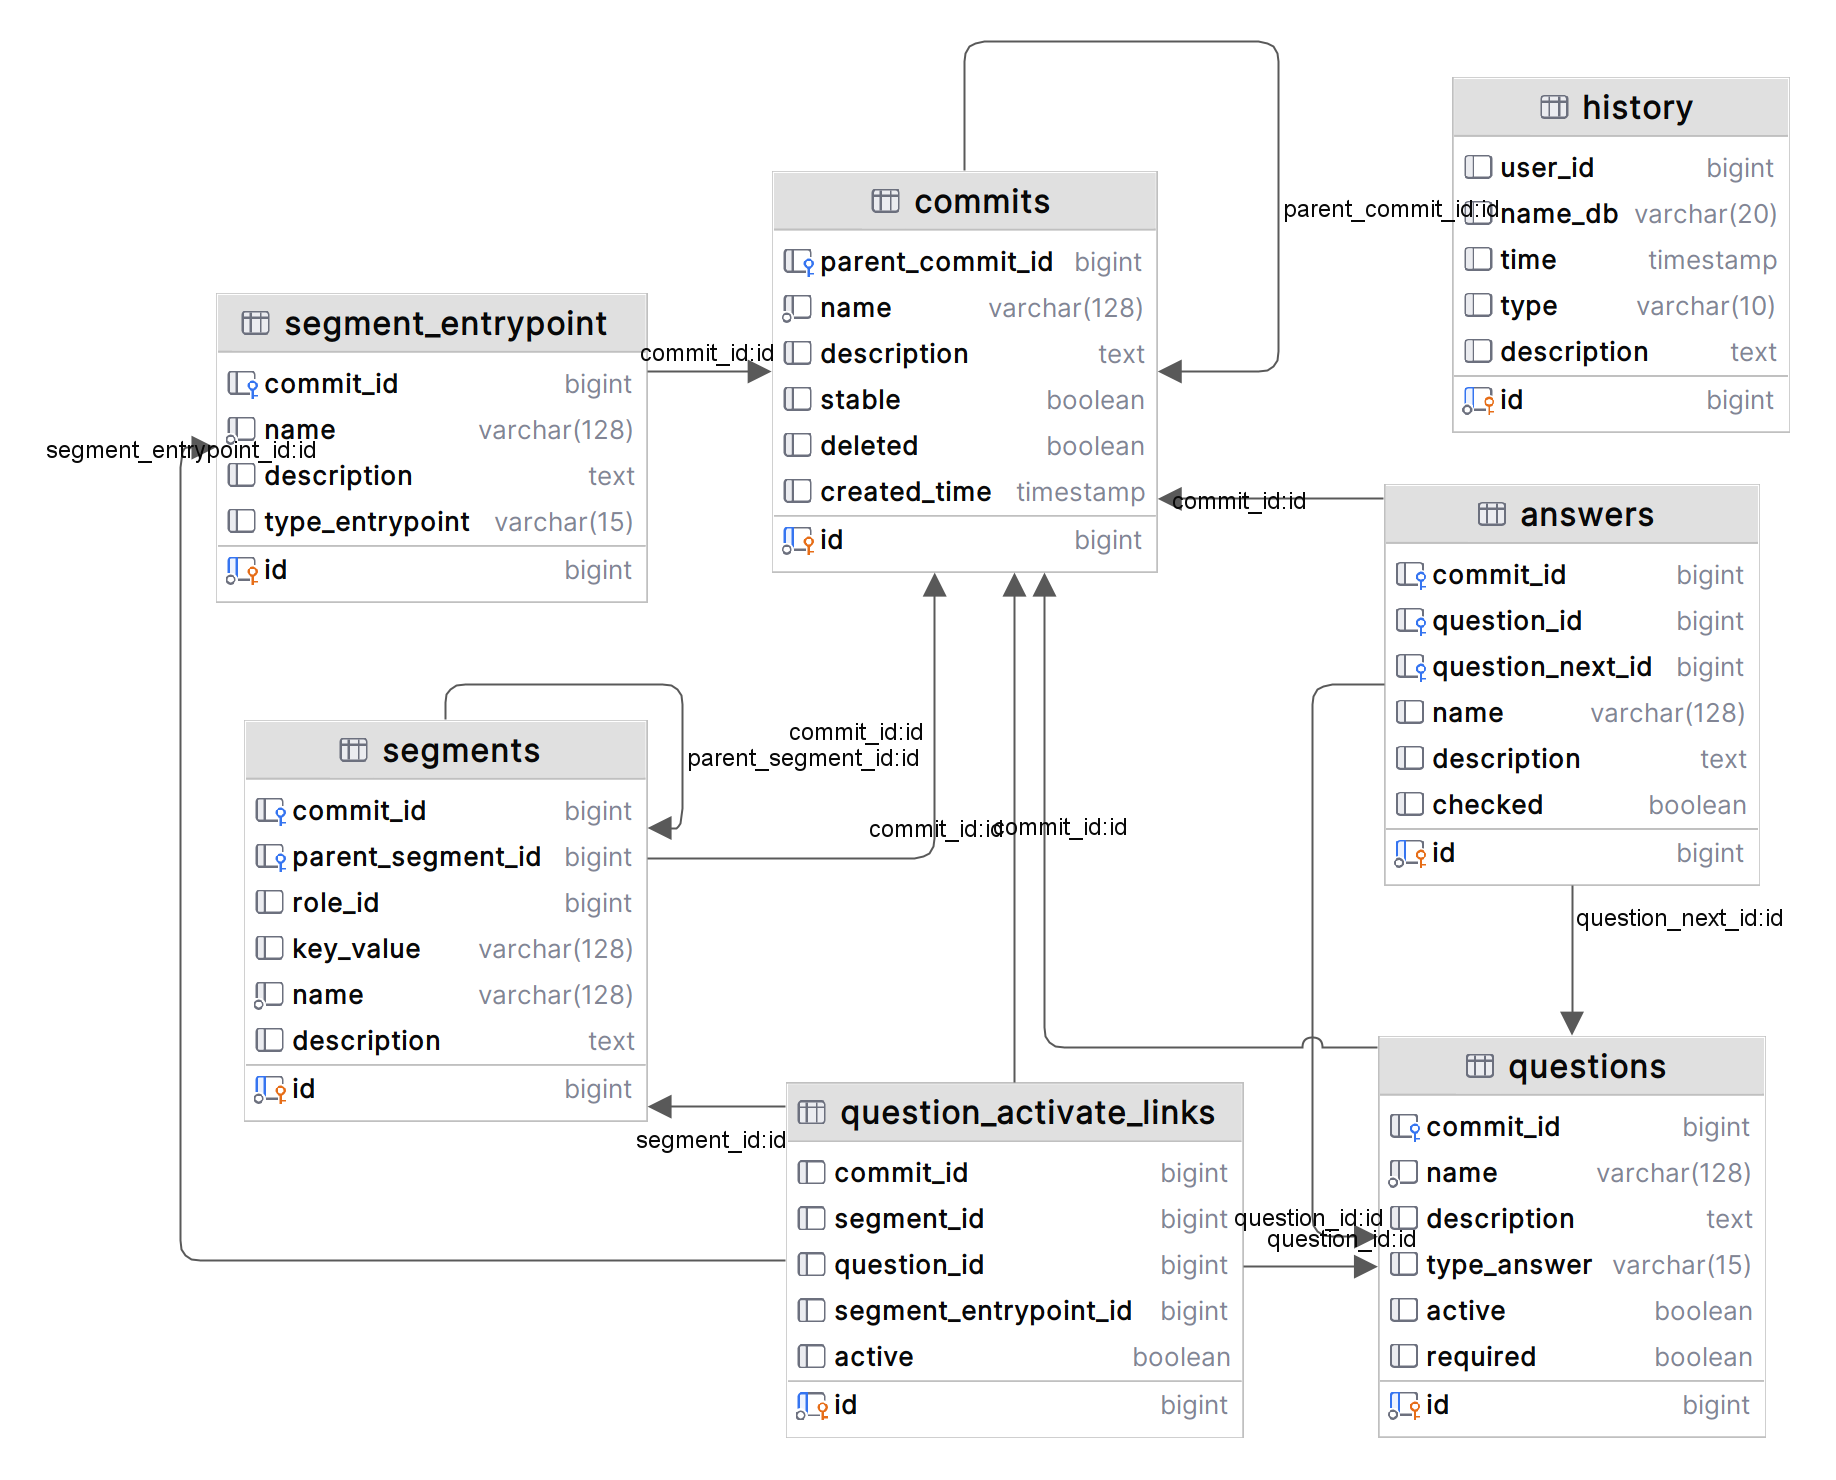 history
user_id bigint
name_db varchar(20)
time timestamp
type varchar(10)
description text
id bigint
parent_commit_id:id
commits
parent_commit_id bigint
name varchar(128)
description text
stable boolean
deleted boolean
created_time timestamp
id bigint
segment_entrypoint
commit_id bigint
name varchar(128)
description text
type_entrypoint varchar(15)
id bigint
commit_id:id
segment_entrypoint_id:id
commit_id:id
answers
commit_id bigint
question_id bigint
question_next_id bigint
name varchar(128)
description text
checked boolean
id bigint
segments
commit_id bigint
parent_segment_id bigint
role_id bigint
key_value varchar(128)
name varchar(128)
description text
id bigint
commit_id:id
parent_segment_id:id
commit_id:id
commit_id:id
question_next_id:id
segment_id:id
question_activate_links
commit_id bigint
segment_id bigint
question_id bigint
segment_entrypoint_id bigint
active boolean
id bigint
question_id:id
question_id:id
questions
commit_id bigint
name varchar(128)
description text
type_answer varchar(15)
active boolean
required boolean
id bigint